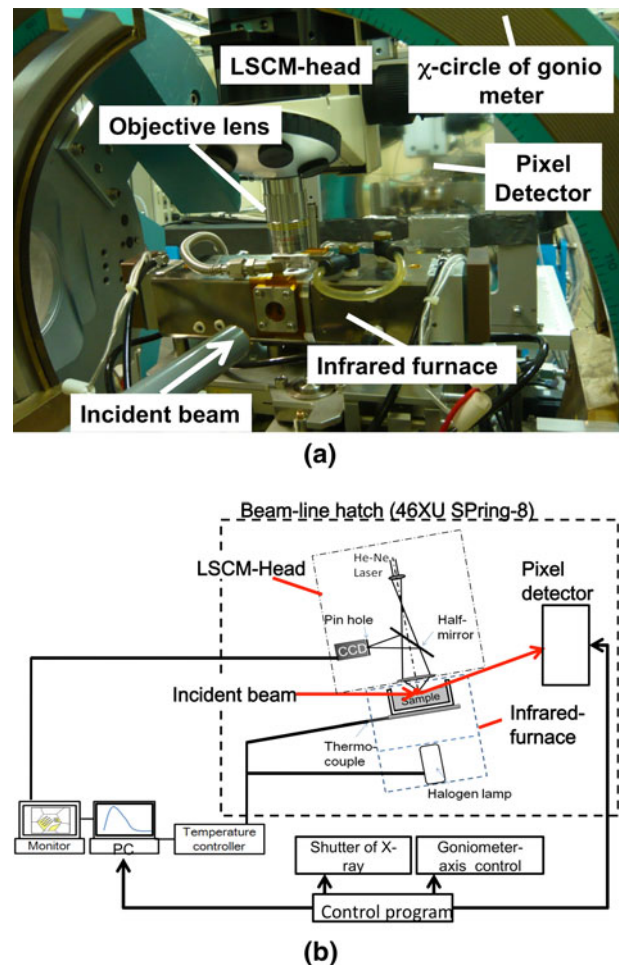 LSCM-head
χ-circle of gonio
meter
Objective lens
Pixel
Detector
Infrared furnace
Incident beam
(a)
Beam-line hatch (46XU SPring-8)
He-Ne
Laser
LSCM-Head
Pixel
detector
Pin hole
Half-
mirror
CCD
Incident beam
Sample
Infrared-
furnace
Thermo-
couple
Halogen lamp
Monitor
PC
Temperature
controller
Shutter of X-
ray
Goniometer-
axis control
Control program
(b)